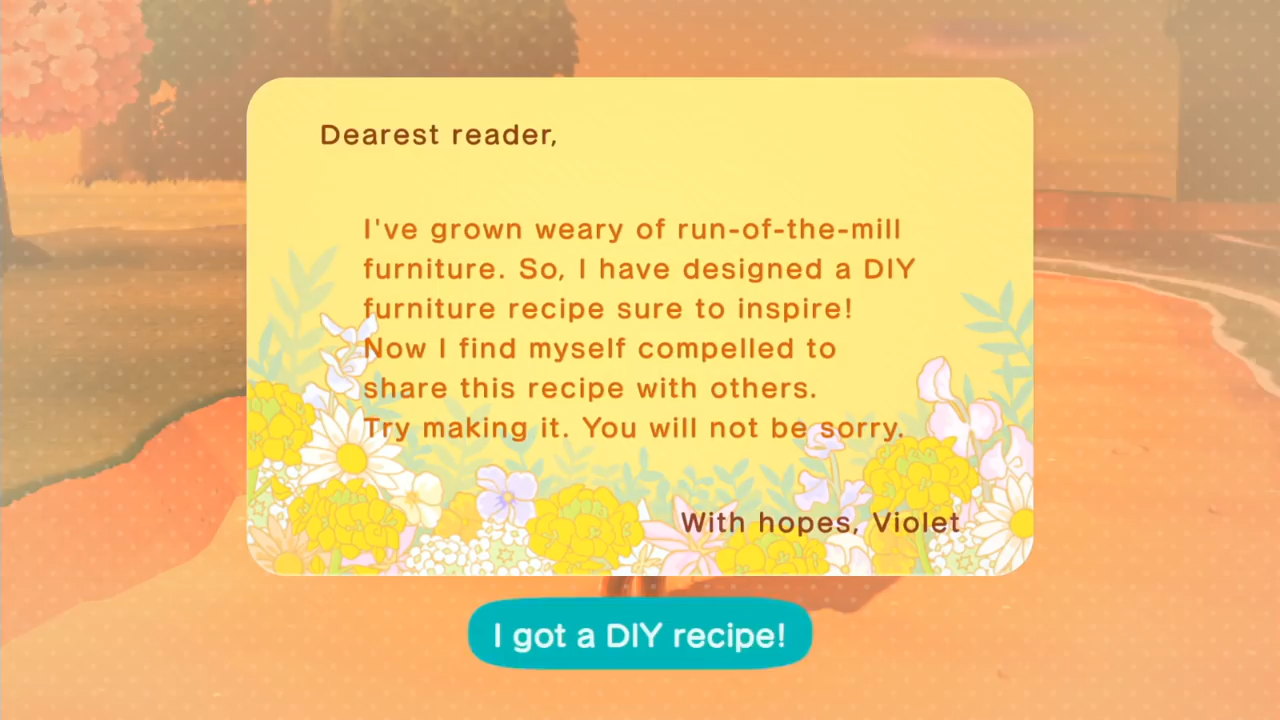 Dearest reader,
I've grown weary of run-of-the-mill
furniture. So, I have designed a DIY
furniture recipe sure to inspire!
Now I find myself compelled to
share this recipe with others.
Try making it. You will not be sorry.
With hopes, Violet
I got a DIY recipe!